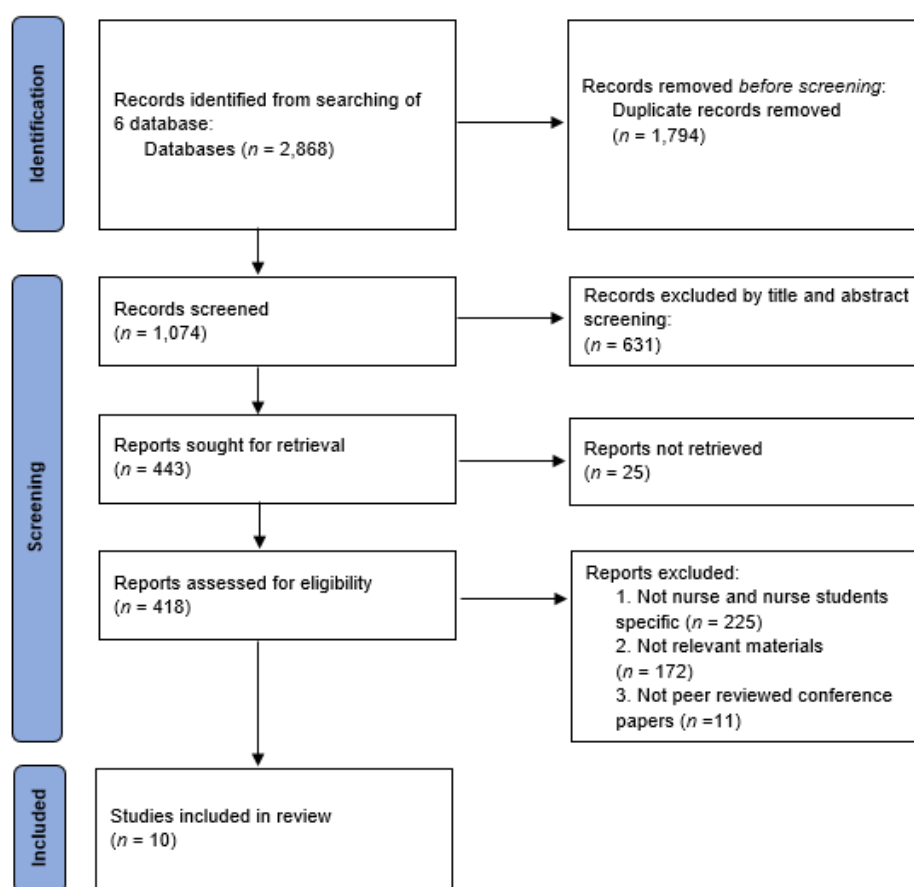 Identification
Records identified from searching of
6 database:
Databases (n = 2,868)
Records removed before screening:
Duplicate records removed
(n = 1,794)
Screening
Records screened
(n = 1,074)
Records excluded by title and abstract
screening:
(n = 631)
Reports sought for retrieval
(n = 443)
Reports not retrieved
(n = 25)
Reports assessed for eligibility
(n = 418)
Reports excluded:
1. Not nurse and nurse students
specific (n = 225)
2. Not relevant materials
(n = 172)
3. Not peer reviewed conference
papers (n =11)
Included
Studies included in review
(n = 10)